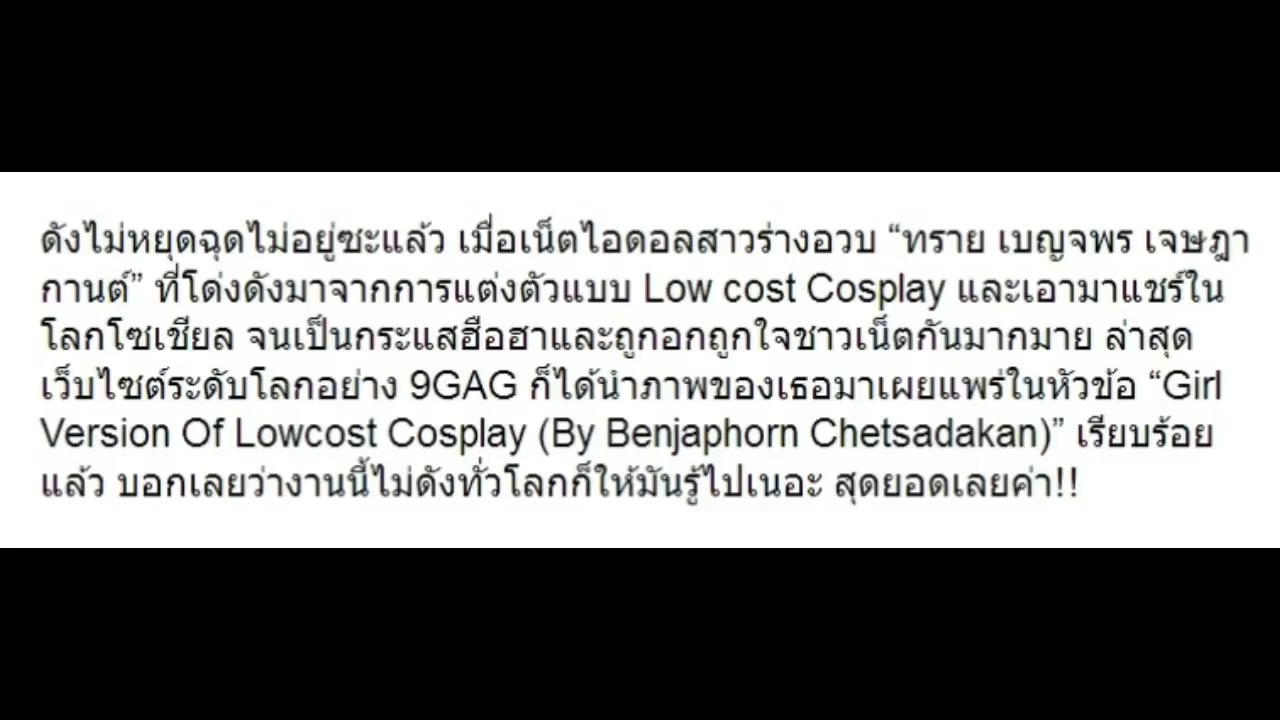 ดังไม่หยุดฉุดไม่อยู่ซะแล้ว เมื่อเน็ตไอดอลสาวร่างอวบ “ทราย เบญจพร เจษฎา
กานต์” ที่โด่งดังมาจากการแต่งตัวแบบ Low cost Cosplay และเอามาแชร์ใน
โลกโซเชียล จนเป็นกระแสฮือฮาและถูกอกถูกใจชาวเน็ตกันมากมาย ล่าสุด
เว็บไซต์ระดับโลกอย่าง 9GAG ก็ได้นำภาพของเธอมาเผยแพร่ในหัวข้อ “Girl
Version Of Lowcost Cosplay (By Benjaphorn Chetsadakan)” เรียบร้อย
แล้ว บอกเลยว่างานนี้ไม่ดังทั่วโลกก็ให้มันรู้ไปเนอะ สุดยอดเลยค่า!!